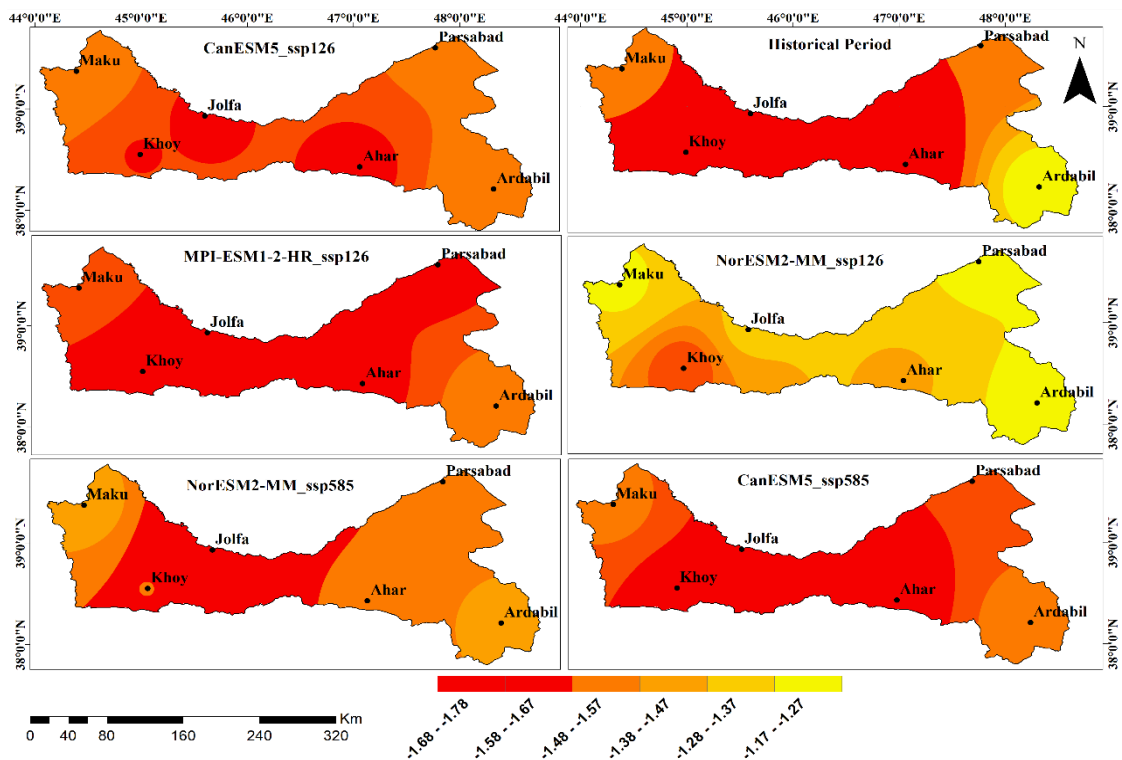 44°0'0" 45°0'0" 46°0'0" 47°0'0" 48°0'0"
44°0'0" 45°0'0" 46°0'0" 47°0'0" 48°0'0"
CanESM5_ssp126
Parsabad
Maku
Jolfa
Khoy
Ahar
Ardabil
39°0'0"N
38°0'0"N
Historical Period
Parsabad
N
Maku
Jolfa
Khoy
Ahar
Ardabil
39°0'0"N
38°0'0"N
MPI-ESM1-2-HR_ssp126
Parsabad
Maku
Jolfa
Khoy
Ahar
Ardabil
39°0'0"N
38°0'0"N
NorESM2-MM_ssp126
Parsabad
Maku
Jolfa
Khoy
Ahar
Ardabil
39°0'0"N
38°0'0"N
NorESM2-MM_ssp585
Parsabad
Maku
Jolfa
Khoy
Ahar
Ardabil
39°0'0"N
38°0'0"N
CanESM5_ssp585
Parsabad
Maku
Jolfa
Khoy
Ahar
Ardabil
39°0'0"N
38°0'0"N
Km
0 40 80 160 240 320
-1.68 - -1.78
-1.58 - -1.67
-1.48 - -1.57
-1.38 - -1.47
-1.28 - -1.37
-1.17 - -1.27